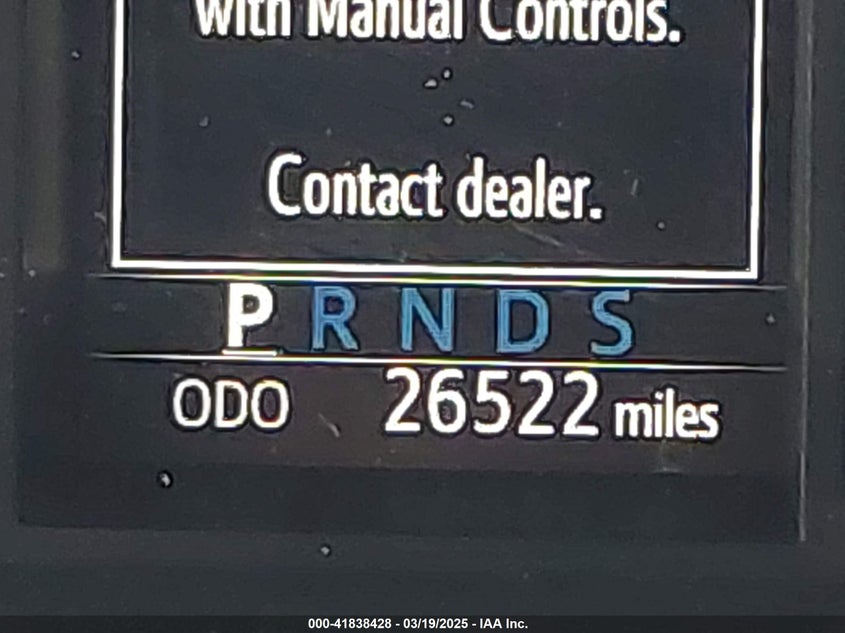 with Manual Controls.
Contact dealer.
P R N D S
ODO 26522 miles
000-41838428 - 03/19/2025 - IAA Inc.